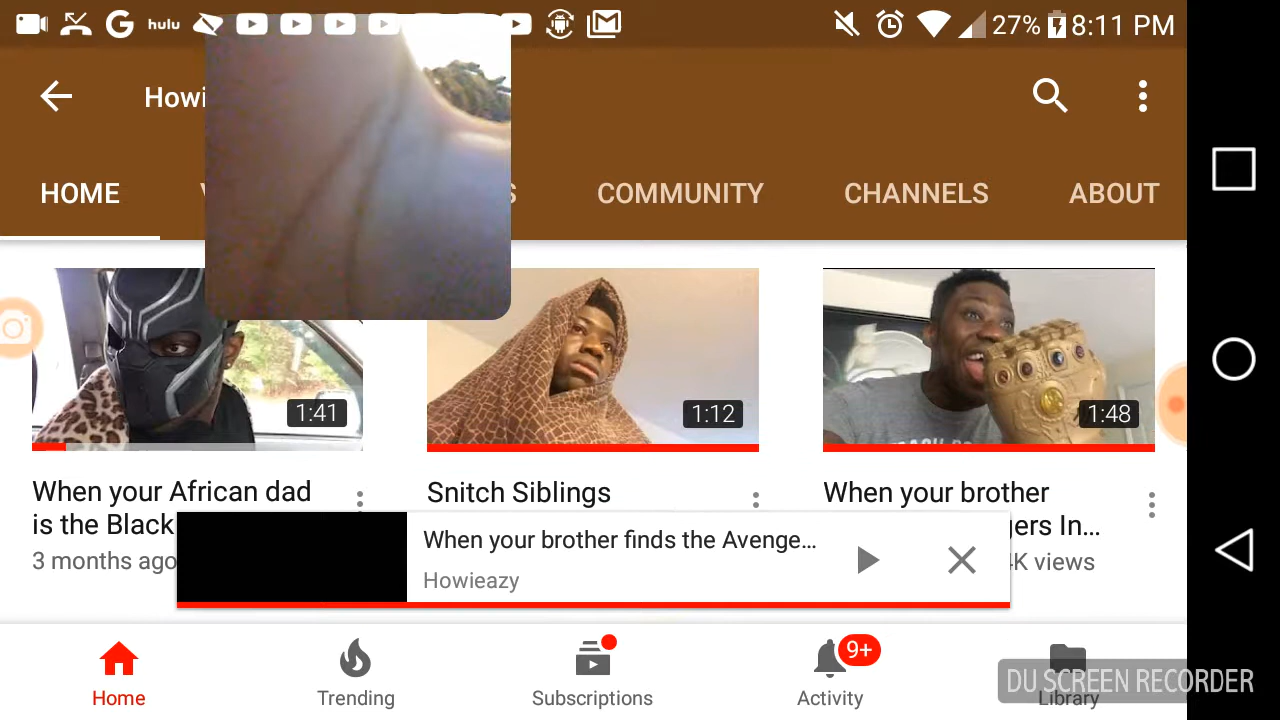 hulu 27% 8:11 PM
Howi
HOME COMMUNITY CHANNELS ABOUT
1:41 1:12 1:48
When your African dad
is the Black
3 months ago
Snitch Siblings
When your brother
gers In...
4K views
When your brother finds the Avenge...
Howieazy
Home Trending Subscriptions Activity Library
9+
DU SCREEN RECORDER